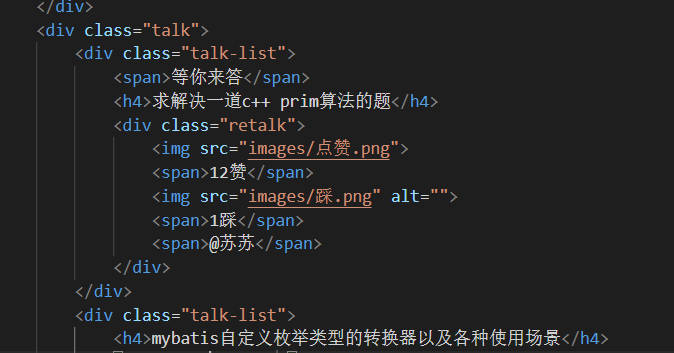 </div>
<div class="talk">
<div class="talk-list">
<span>等你来答</span>
<h4>求解决一道c++ prim算法的题</h4>
<div class="retalk">
<img src="images/点赞.png">
<span>12赞</span>
<img src="images/踩.png" alt="">
<span>1踩</span>
<span>@苏苏</span>
</div>
</div>
<div class="talk-list">
<h4>mybatis自定义枚举类型的转换器以及各种使用场景</h4>